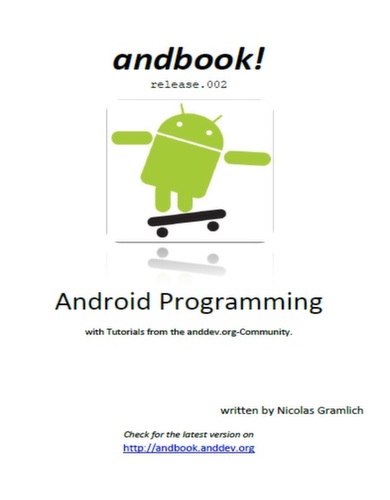 andbook!
release.002
Android Programming
with Tutorials from the anddev.org-Community.
written by Nicolas Gramlich
Check for the latest version on
http://andbook.anddev.org